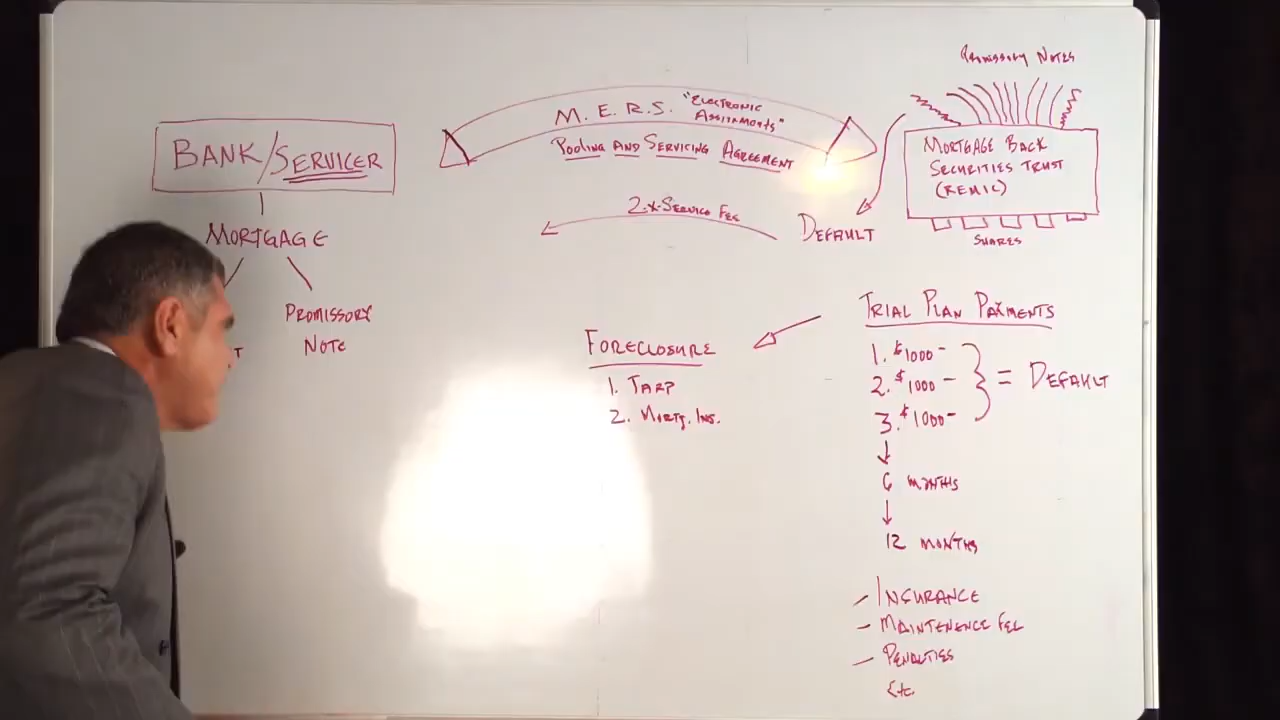 Promissory Notes
M.E.R.S. "Electronic
Assignments"
Pooling and Servicing Agreement
Bank/Servicer
Mortgage Back
Securities Trust
(REMIC)
Shares
2-x-Service Fee
Default
Mortgage
Promissory
Note
T
Trial Plan Payments
1. $1000-
2. $1000-
3. $1000-
= Default
6 months
12 months
Foreclosure
1. Tarp
2. Mortg. Ins.
- Insurance
- Maintenence Fee
- Penalties
Etc.